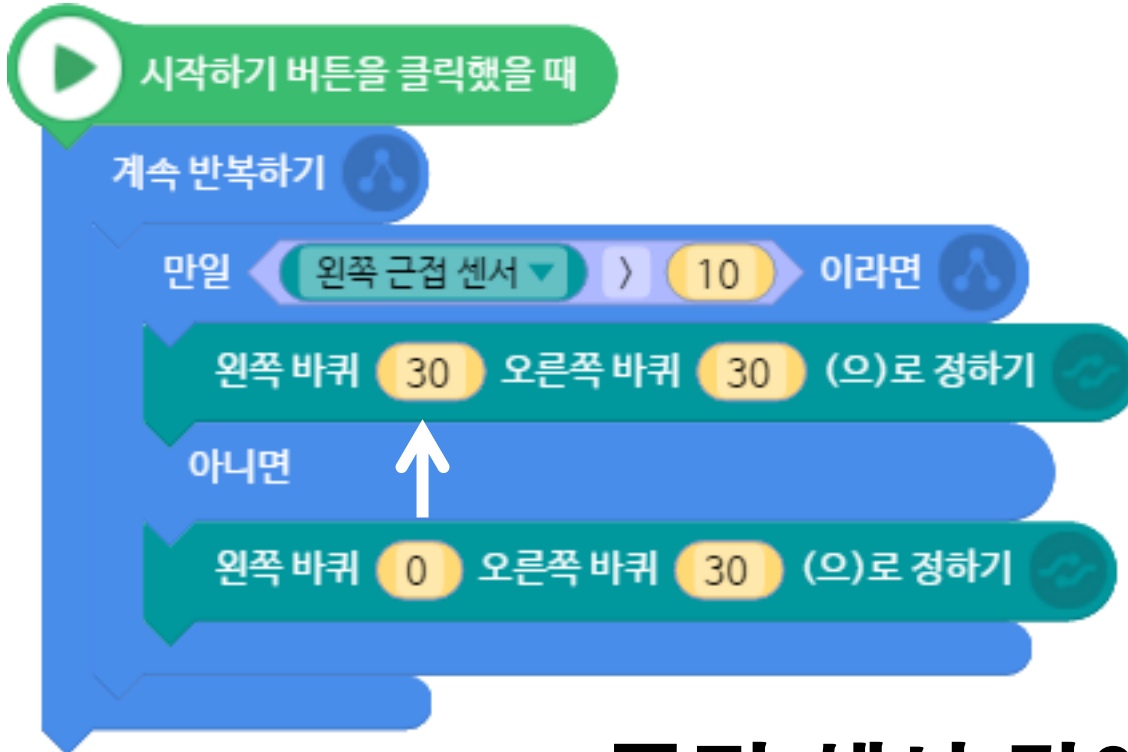 시작하기 버튼을 클릭했을 때
계속 반복하기
만일 왼쪽 근접 센서 > 10 이라면
왼쪽 바퀴 30 오른쪽 바퀴 30 (으)로 정하기
아니면
왼쪽 바퀴 0 오른쪽 바퀴 30 (으)로 정하기